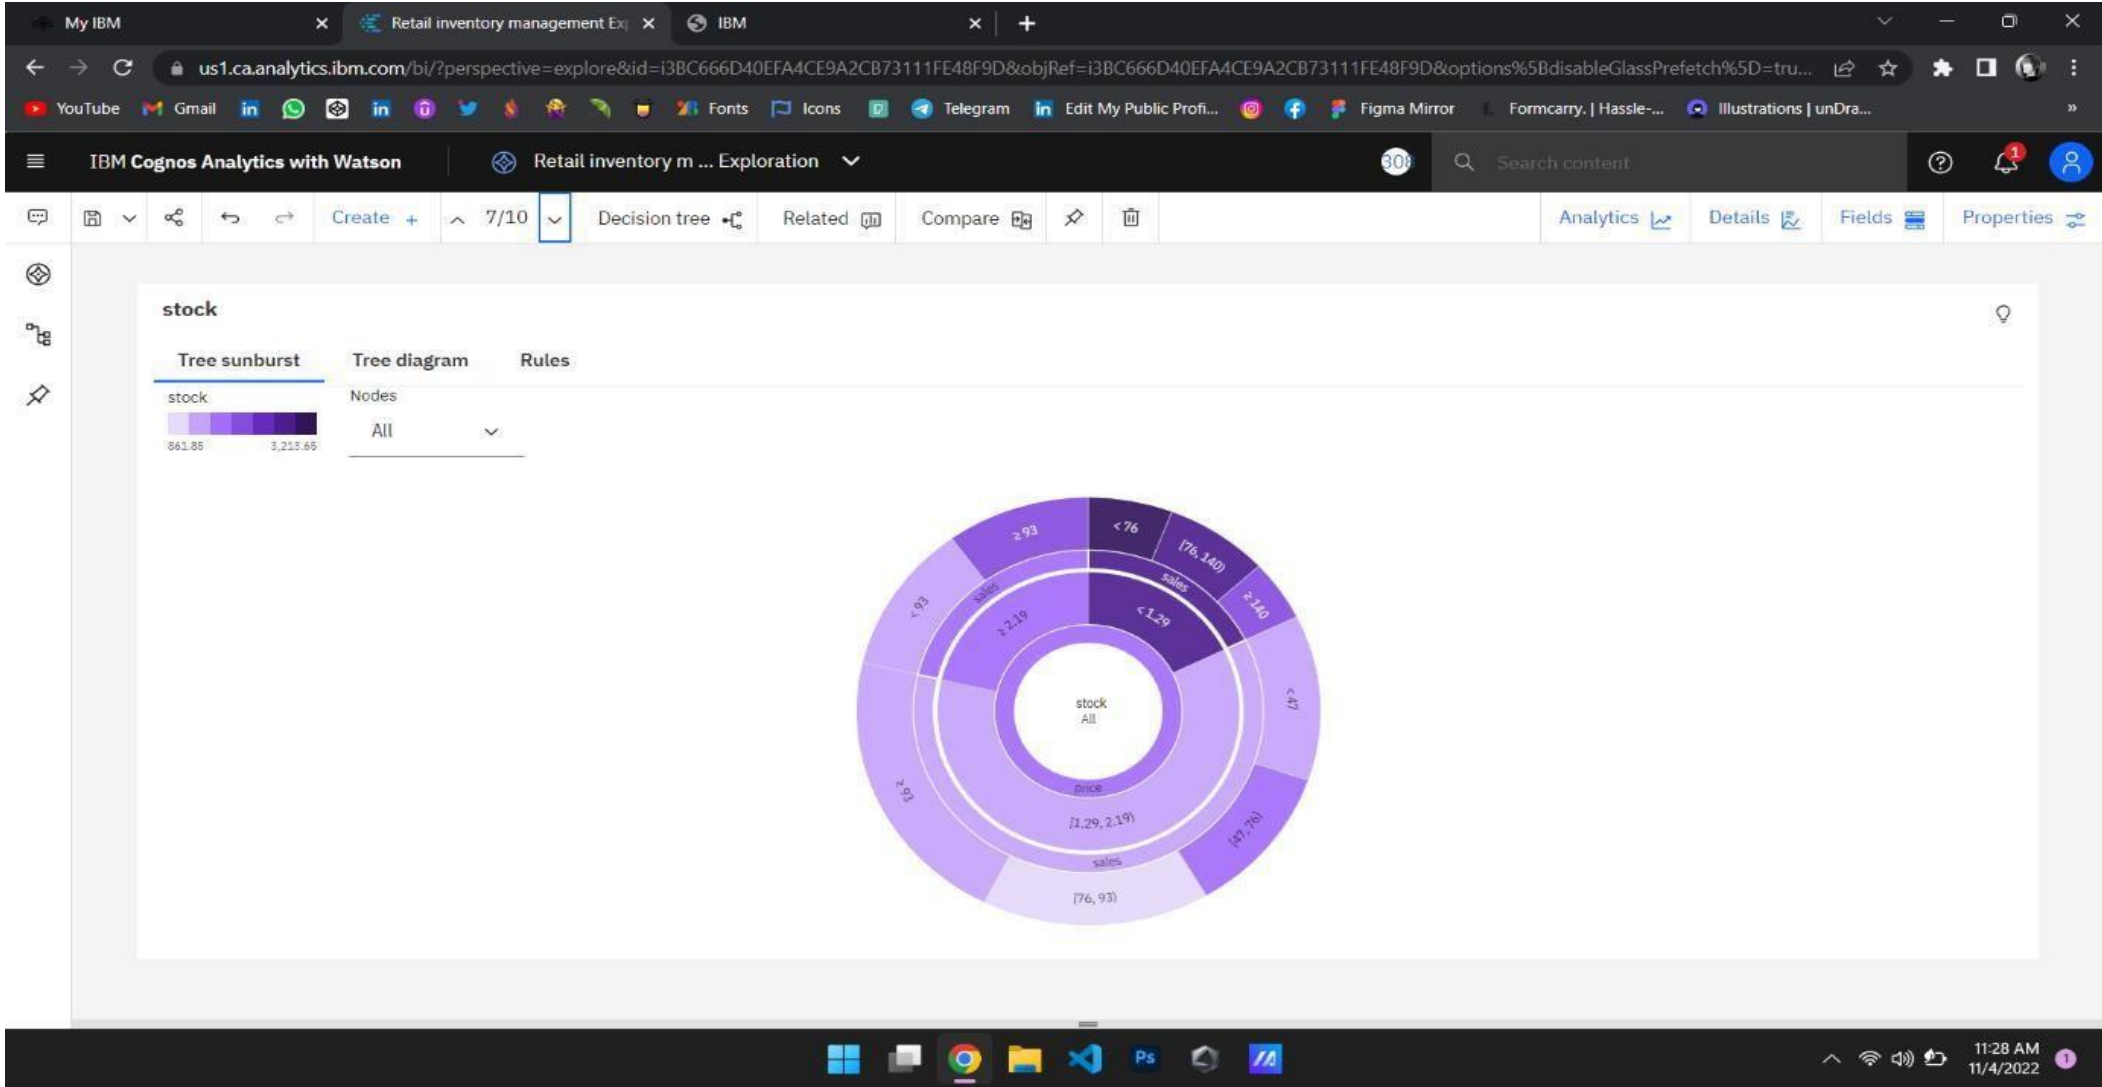 My IBM
Retail inventory management Ex
IBM
us1.ca.analytics.ibm.com/bi/?perspective=explore&id=i3BC666D40EFA4CE9A2CB73111FE48F9D&objRef=i3BC666D40EFA4CE9A2CB73111FE48F9D&options%5BdisableGlassPrefetch%5D=tru...
YouTube Gmail Fonts Icons Telegram Edit My Public Profi... Figma Mirror Formcarry. | Hassle-... Illustrations | unDra...
IBM Cognos Analytics with Watson
Retail inventory m ... Exploration
Search content
1
Create +
7/10
Decision tree
Related
Compare
Analytics
Details
Fields
Properties
stock
Tree sunburst Tree diagram Rules
stock
861.85 3,213.65
Nodes
All
≥ 93
< 76
[76, 140)
≥ 140
sales
sales
< 93
≥ 2.19
< 1.29
< 47
stock
All
≥ 93
price
[1.29, 2.19)
[47, 76)
sales
[76, 93)
Ps
11:28 AM
11/4/2022
1